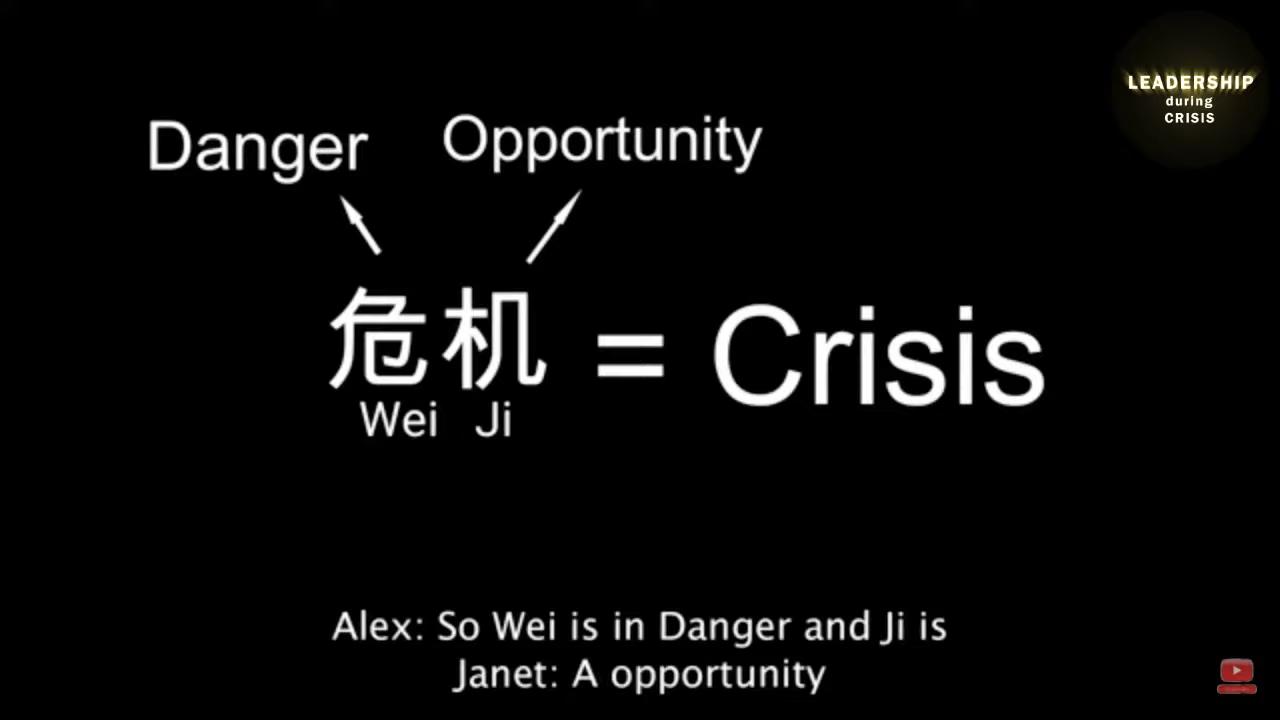 LEADERSHIP
during
CRISIS
Danger Opportunity
危机 = Crisis
Wei Ji
Alex: So Wei is in Danger and Ji is
Janet: A opportunity